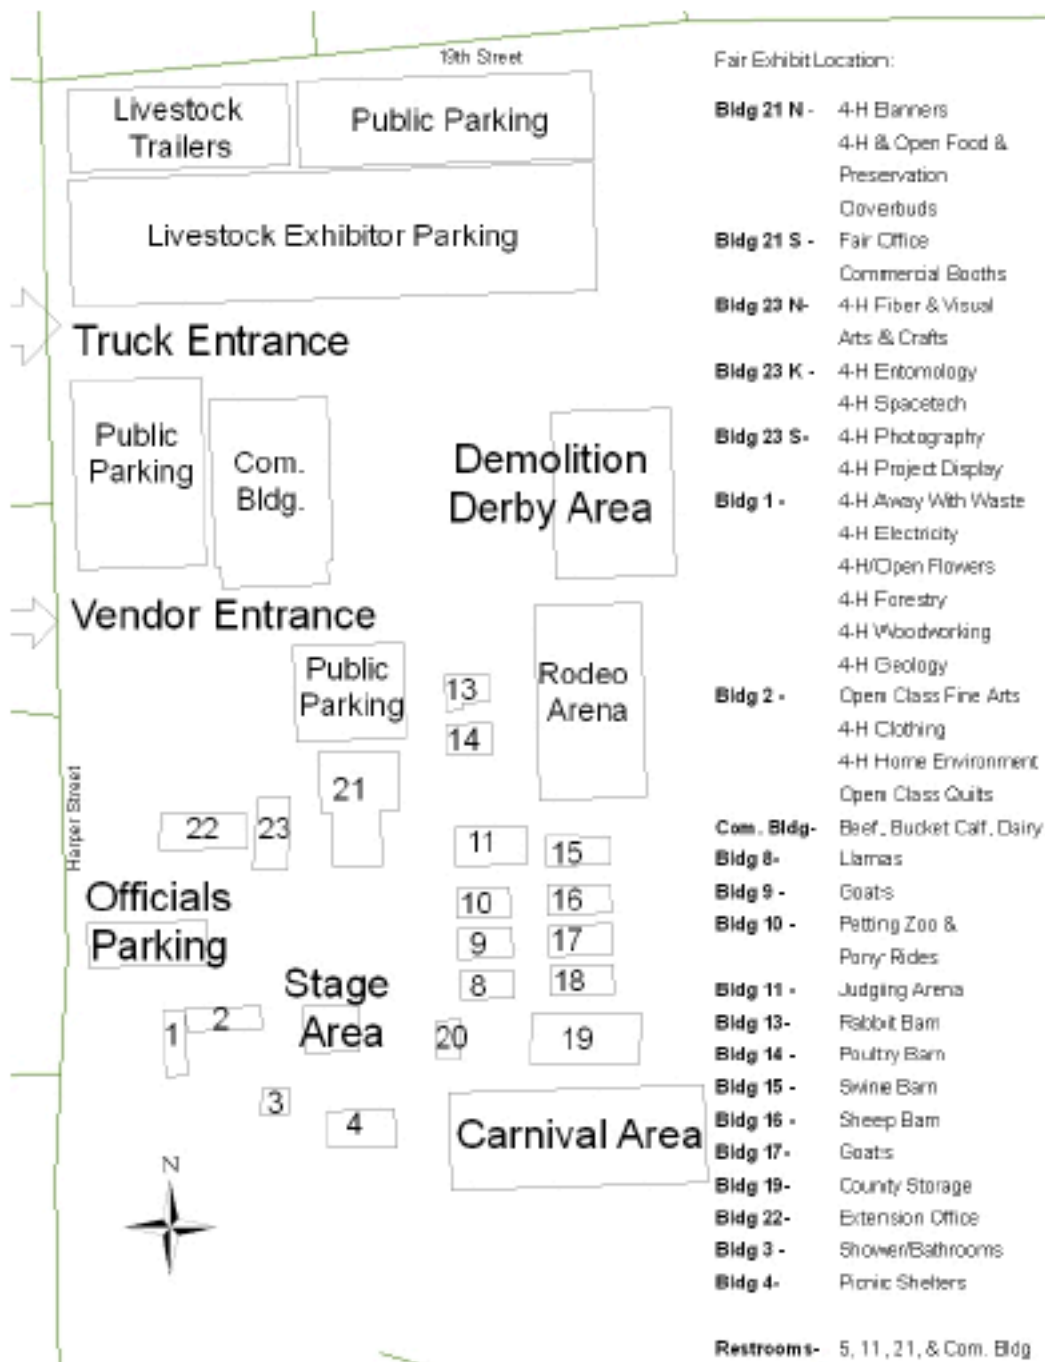 19th Street
Livestock
Trailers
Public Parking
Livestock Exhibitor Parking
Truck Entrance
Public
Parking
Com.
Bldg.
Demolition
Derby Area
Vendor Entrance
Public
Parking
13
14
Rodeo
Arena
21
22
23
Harper Street
11
15
10
16
9
17
8
18
Officials
Parking
Stage
Area
1
2
20
19
3
4
Carnival Area
N
Fair Exhibit Location:
Bldg 21 N - 4-H Banners
4-H & Open Food &
Preservation
Cloverbuds
Bldg 21 S - Fair Office
Commercial Booths
Bldg 23 N- 4-H Fiber & Visual
Arts & Crafts
Bldg 23 K - 4-H Entomology
4-H Spacetech
Bldg 23 S- 4-H Photography
4-H Project Display
Bldg 1 - 4-H Away With Waste
4-H Electricity
4-H/Open Flowers
4-H Forestry
4-H Woodworking
4-H Geology
Bldg 2 - Open Class Fine Arts
4-H Clothing
4-H Home Environment
Open Class Quilts
Com. Bldg- Beef, Bucket Calf, Dairy
Bldg 8- Llamas
Bldg 9 - Goats
Bldg 10 - Petting Zoo &
Pony Rides
Bldg 11 - Judging Arena
Bldg 13- Rabbit Barn
Bldg 14 - Poultry Barn
Bldg 15 - Swine Barn
Bldg 16 - Sheep Barn
Bldg 17- Goats
Bldg 19- County Storage
Bldg 22- Extension Office
Bldg 3 - Shower/Bathrooms
Bldg 4- Picnic Shelters
Restrooms- 5, 11, 21, & Com. Bldg